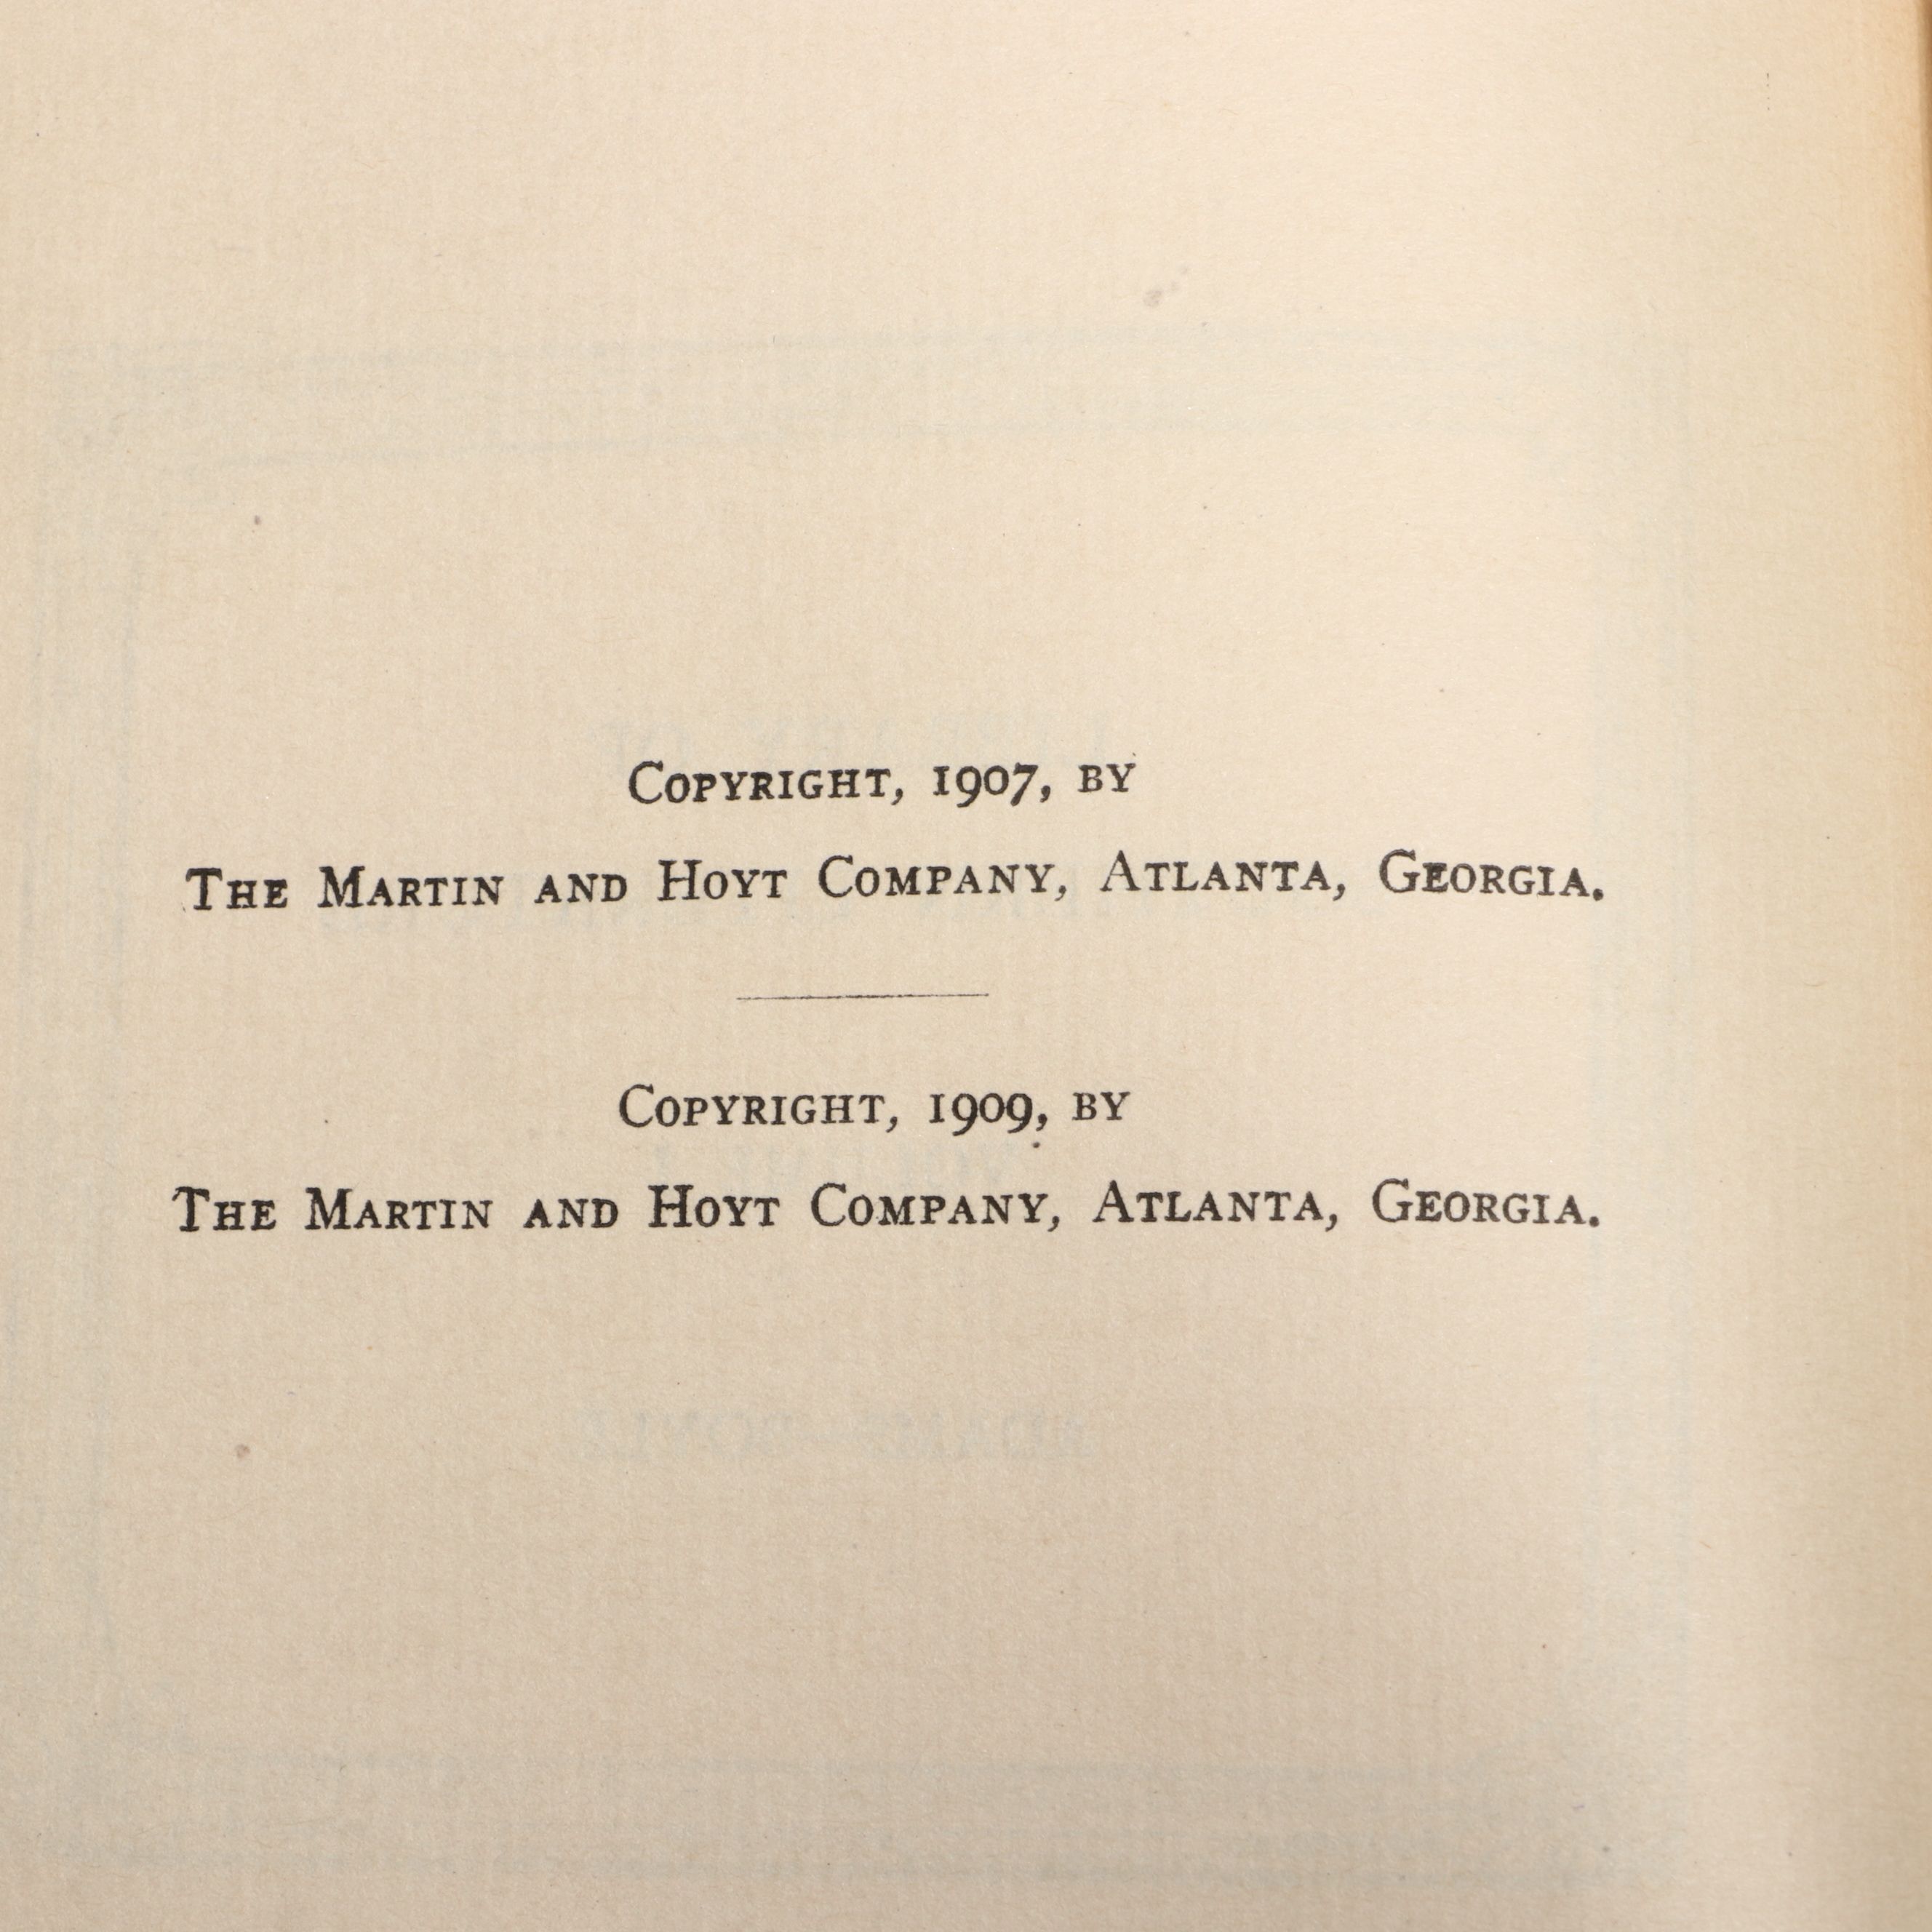 Copyright, 1907, by
The Martin and Hoyt Company, Atlanta, Georgia.
Copyright, 1909, by
The Martin and Hoyt Company, Atlanta, Georgia.